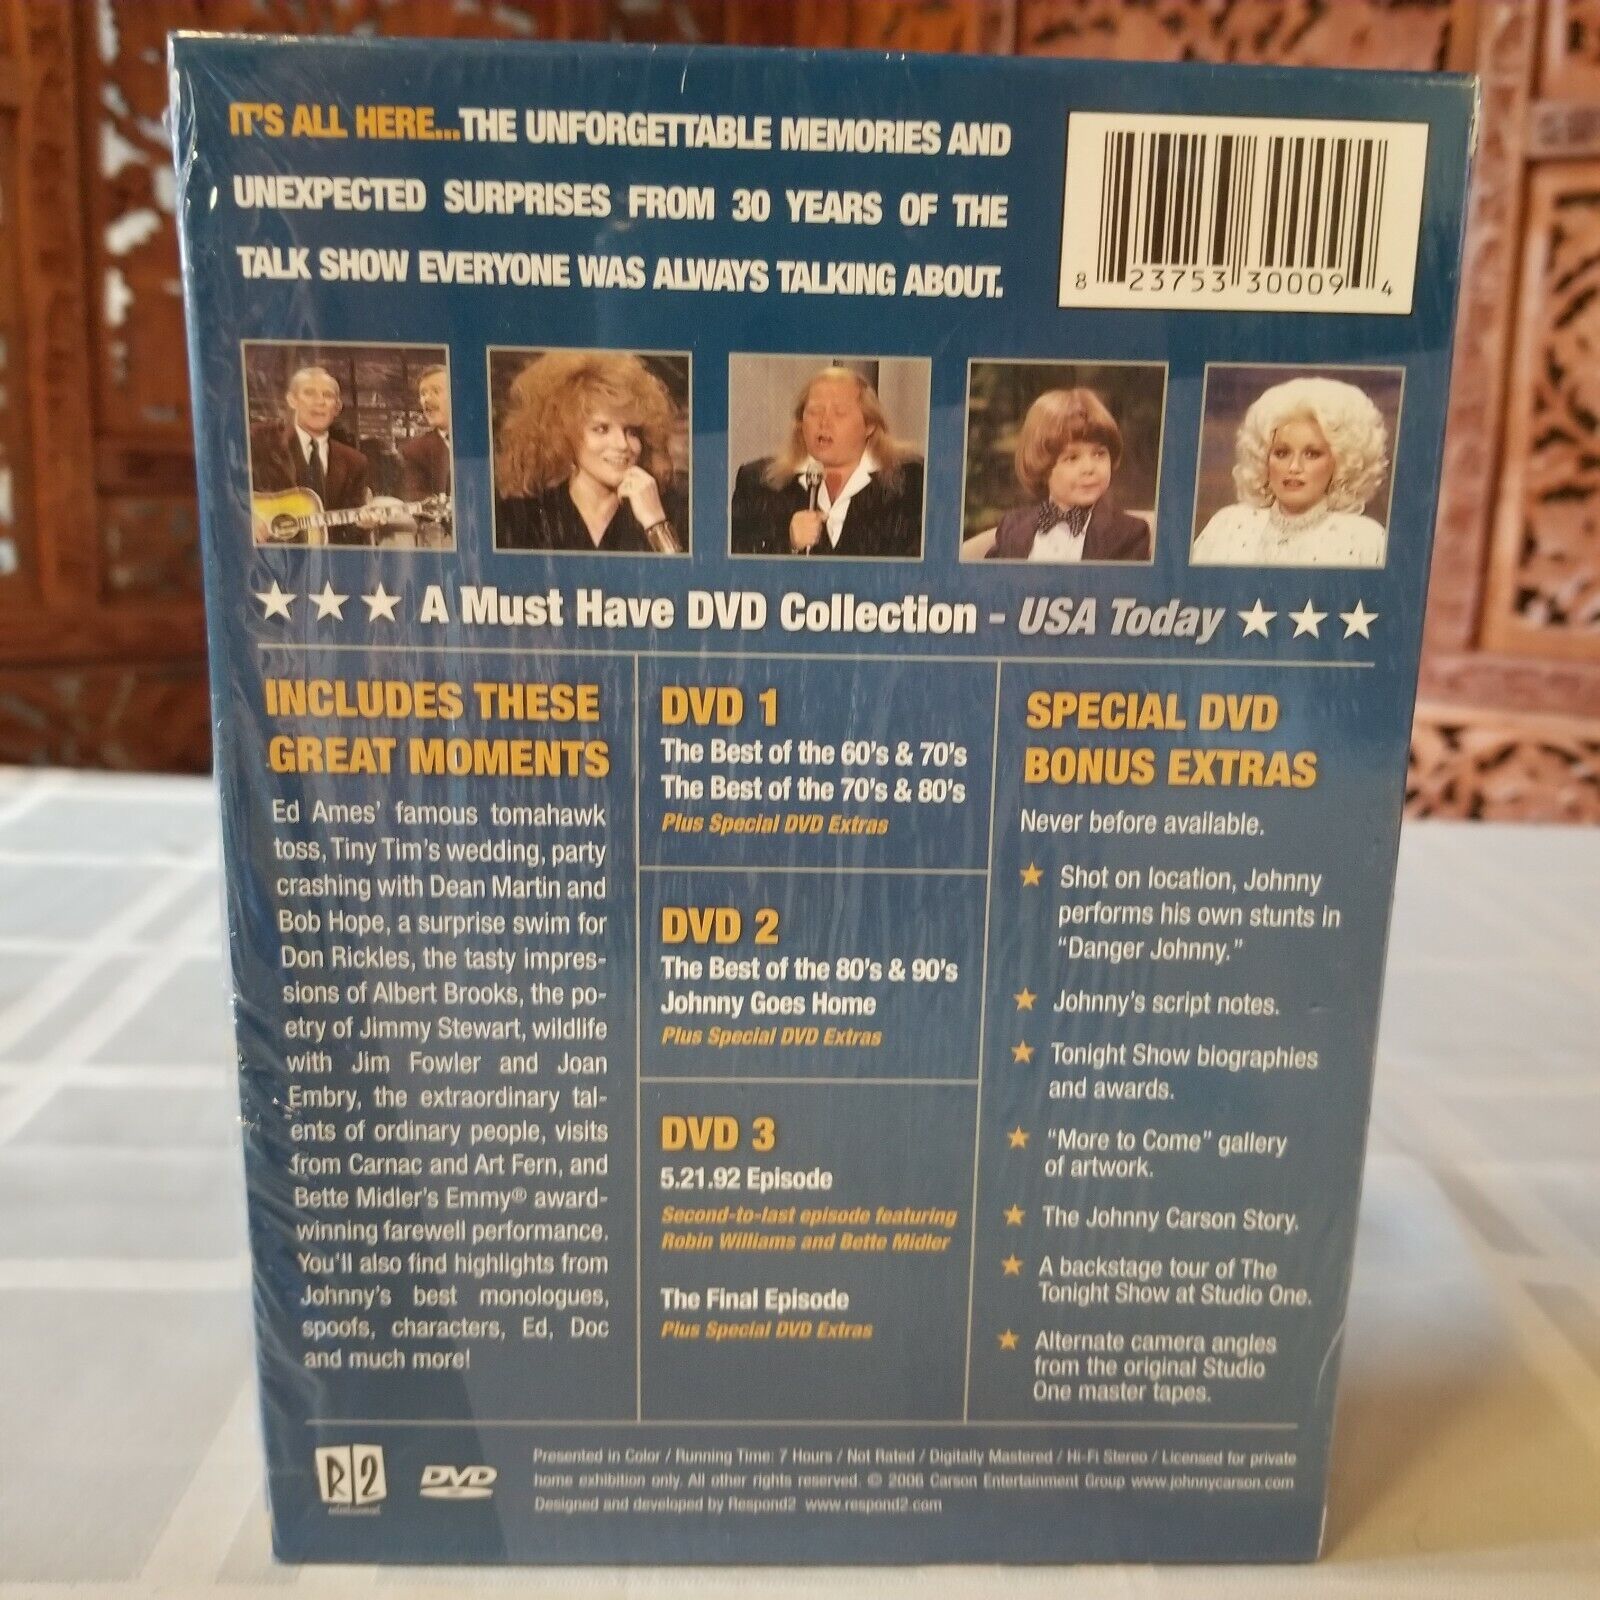 IT'S ALL HERE...THE UNFORGETTABLE MEMORIES AND
UNEXPECTED SURPRISES FROM 30 YEARS OF THE
TALK SHOW EVERYONE WAS ALWAYS TALKING ABOUT.
8 23753 30009 4
A Must Have DVD Collection - USA Today
INCLUDES THESE
GREAT MOMENTS
Ed Ames' famous tomahawk
toss, Tiny Tim's wedding, party
crashing with Dean Martin and
Bob Hope, a surprise swim for
Don Rickles, the tasty impres-
sions of Albert Brooks, the po-
etry of Jimmy Stewart, wildlife
with Jim Fowler and Joan
Embry, the extraordinary tal-
ents of ordinary people, visits
from Carnac and Art Fern, and
Bette Midler's Emmy® award-
winning farewell performance.
You'll also find highlights from
Johnny's best monologues,
spoofs, characters, Ed, Doc
and much more!
DVD 1
The Best of the 60's & 70's
The Best of the 70's & 80's
Plus Special DVD Extras
DVD 2
The Best of the 80's & 90's
Johnny Goes Home
Plus Special DVD Extras
DVD 3
5.21.92 Episode
Second-to-last episode featuring
Robin Williams and Bette Midler
The Final Episode
Plus Special DVD Extras
SPECIAL DVD
BONUS EXTRAS
Never before available.
Shot on location, Johnny
performs his own stunts in
"Danger Johnny."
Johnny's script notes.
Tonight Show biographies
and awards.
"More to Come" gallery
of artwork.
The Johnny Carson Story.
A backstage tour of The
Tonight Show at Studio One.
Alternate camera angles
from the original Studio
One master tapes.
R2
entertainment
DVD
Presented in Color / Running Time: 7 Hours / Not Rated / Digitally Mastered / Hi-Fi Stereo / Licensed for private
home exhibition only. All other rights reserved. © 2006 Carson Entertainment Group www.johnnycarson.com
Designed and developed by Respond2 www.respond2.com